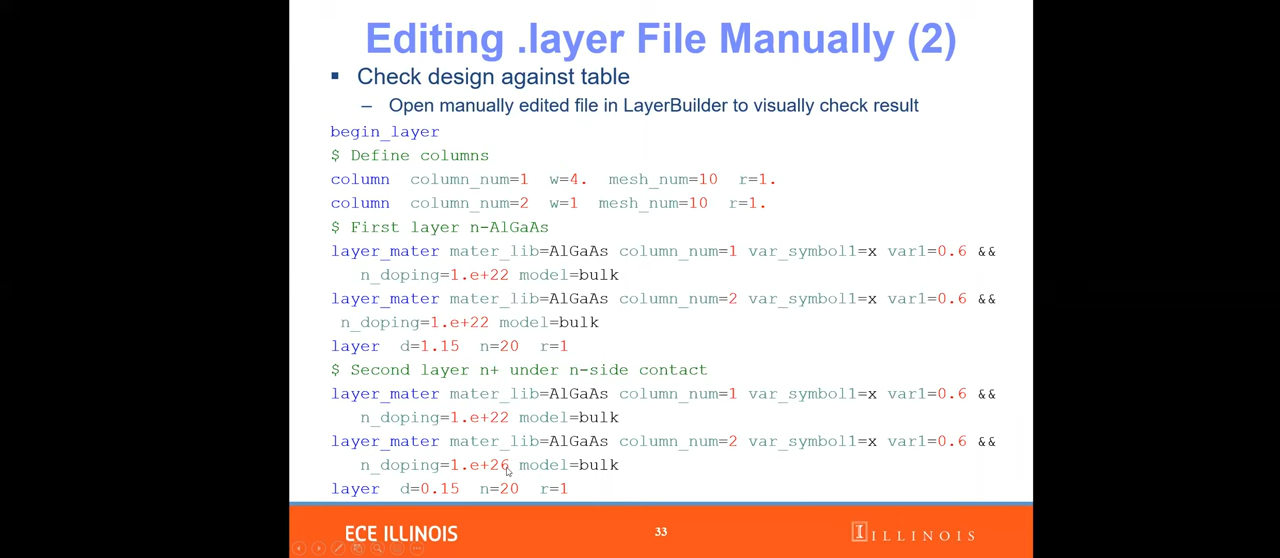 Editing .layer File Manually (2)
▪ Check design against table
– Open manually edited file in LayerBuilder to visually check result
begin_layer
$ Define columns
column column_num=1 w=4. mesh_num=10 r=1.
column column_num=2 w=1 mesh_num=10 r=1.
$ First layer n-AlGaAs
layer_mater mater_lib=AlGaAs column_num=1 var_symbol1=x var1=0.6 &&
n_doping=1.e+22 model=bulk
layer_mater mater_lib=AlGaAs column_num=2 var_symbol1=x var1=0.6 &&
n_doping=1.e+22 model=bulk
layer d=1.15 n=20 r=1
$ Second layer n+ under n-side contact
layer_mater mater_lib=AlGaAs column_num=1 var_symbol1=x var1=0.6 &&
n_doping=1.e+22 model=bulk
layer_mater mater_lib=AlGaAs column_num=2 var_symbol1=x var1=0.6 &&
n_doping=1.e+26 model=bulk
layer d=0.15 n=20 r=1
ECE ILLINOIS
33
I ILLINOIS